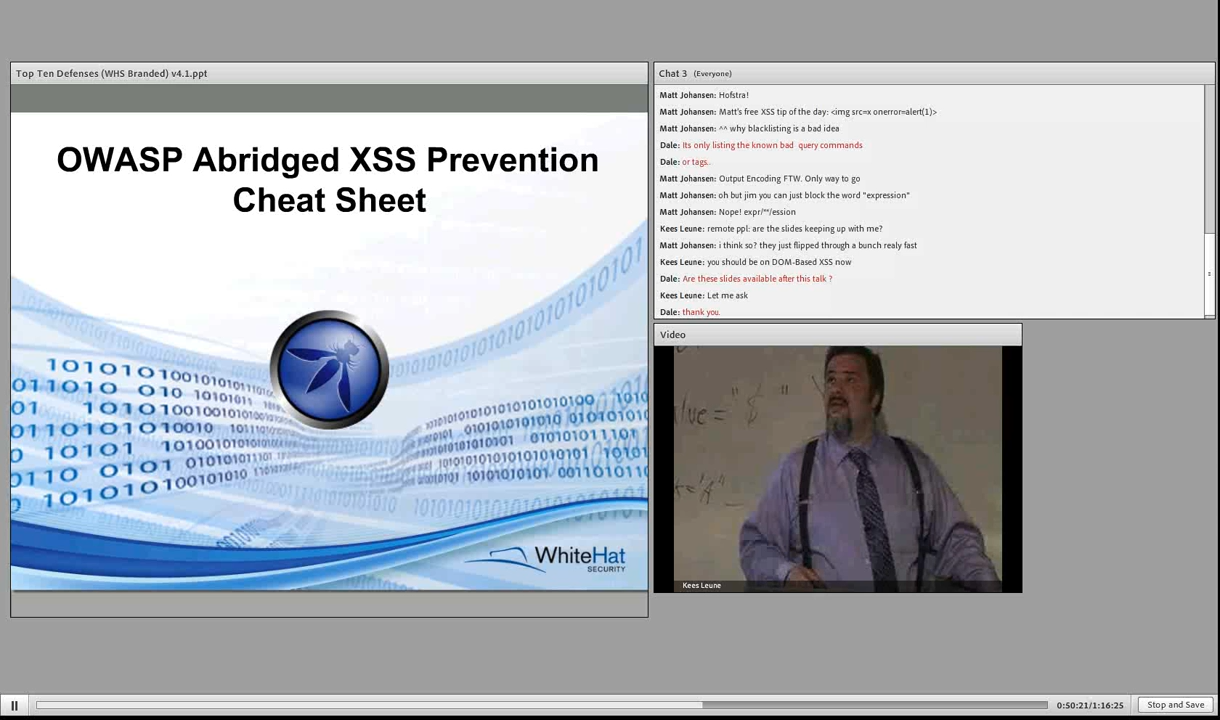 Top Ten Defenses (WHS Branded) v4.1.ppt
OWASP Abridged XSS Prevention
Cheat Sheet
WhiteHat
SECURITY
Chat 3 (Everyone)
Matt Johansen: Hofstra!
Matt Johansen: Matt's free XSS tip of the day: <img src=x onerror=alert(1)>
Matt Johansen: ^^ why blacklisting is a bad idea
Dale: Its only listing the known bad query commands
Dale: or tags..
Matt Johansen: Output Encoding FTW. Only way to go
Matt Johansen: oh but jim you can just block the word "expression"
Matt Johansen: Nope! expr/**/ession
Kees Leune: remote ppl: are the slides keeping up with me?
Matt Johansen: i think so? they just flipped through a bunch realy fast
Kees Leune: you should be on DOM-Based XSS now
Dale: Are these slides available after this talk ?
Kees Leune: Let me ask
Dale: thank you.
Video
Kees Leune
0:50:21/1:16:25
Stop and Save